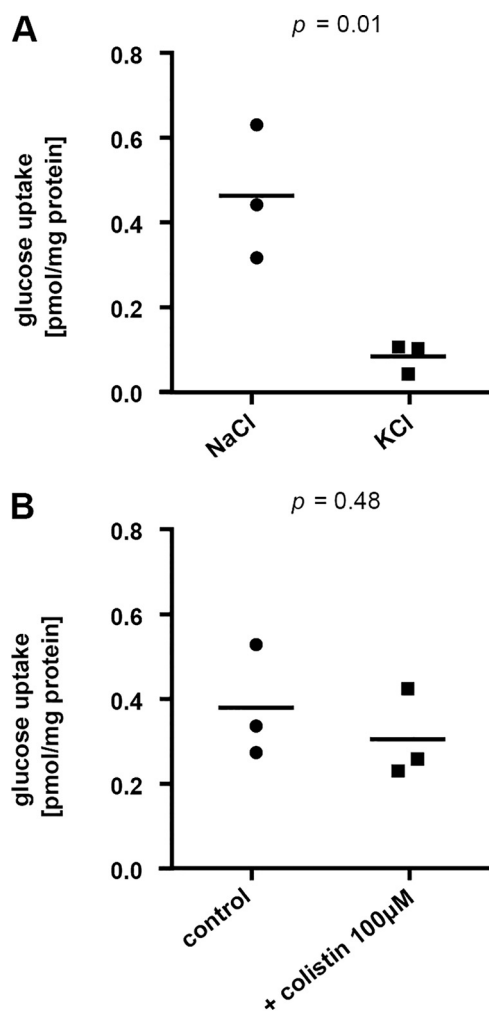 A
p = 0.01
glucose uptake
[pmol/mg protein]
0.8
0.6
0.4
0.2
0.0
NaCl
KCl
B
p = 0.48
glucose uptake
[pmol/mg protein]
0.8
0.6
0.4
0.2
0.0
control
+ colistin 100µM